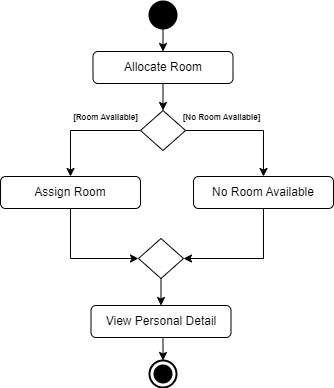 Allocate Room
[Room Available]
[No Room Available]
Assign Room
No Room Available
View Personal Detail